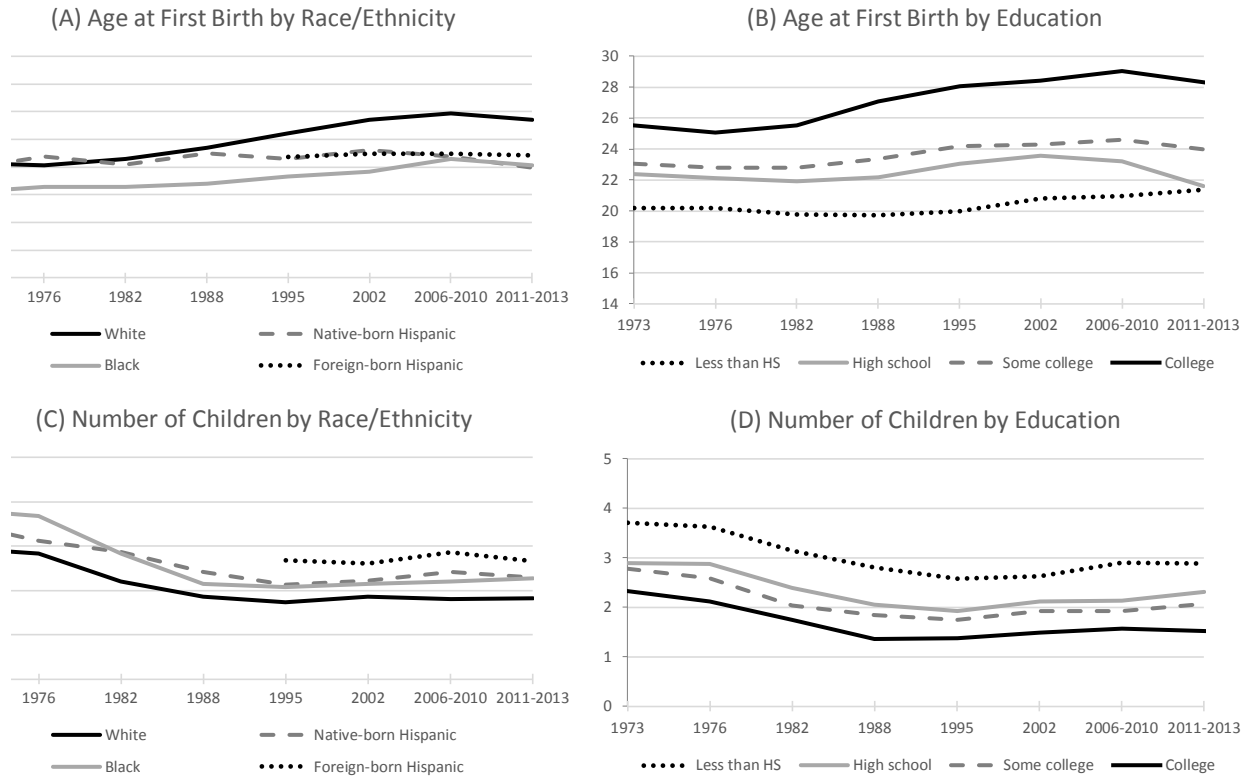 (A) Age at First Birth by Race/Ethnicity
1976 1982 1988 1995 2002 2006-2010 2011-2013
White Native-born Hispanic
Black Foreign-born Hispanic
(B) Age at First Birth by Education
30
28
26
24
22
20
18
16
14
1973 1976 1982 1988 1995 2002 2006-2010 2011-2013
Less than HS High school Some college College
(C) Number of Children by Race/Ethnicity
1976 1982 1988 1995 2002 2006-2010 2011-2013
White Native-born Hispanic
Black Foreign-born Hispanic
(D) Number of Children by Education
5
4
3
2
1
0
1973 1976 1982 1988 1995 2002 2006-2010 2011-2013
Less than HS High school Some college College